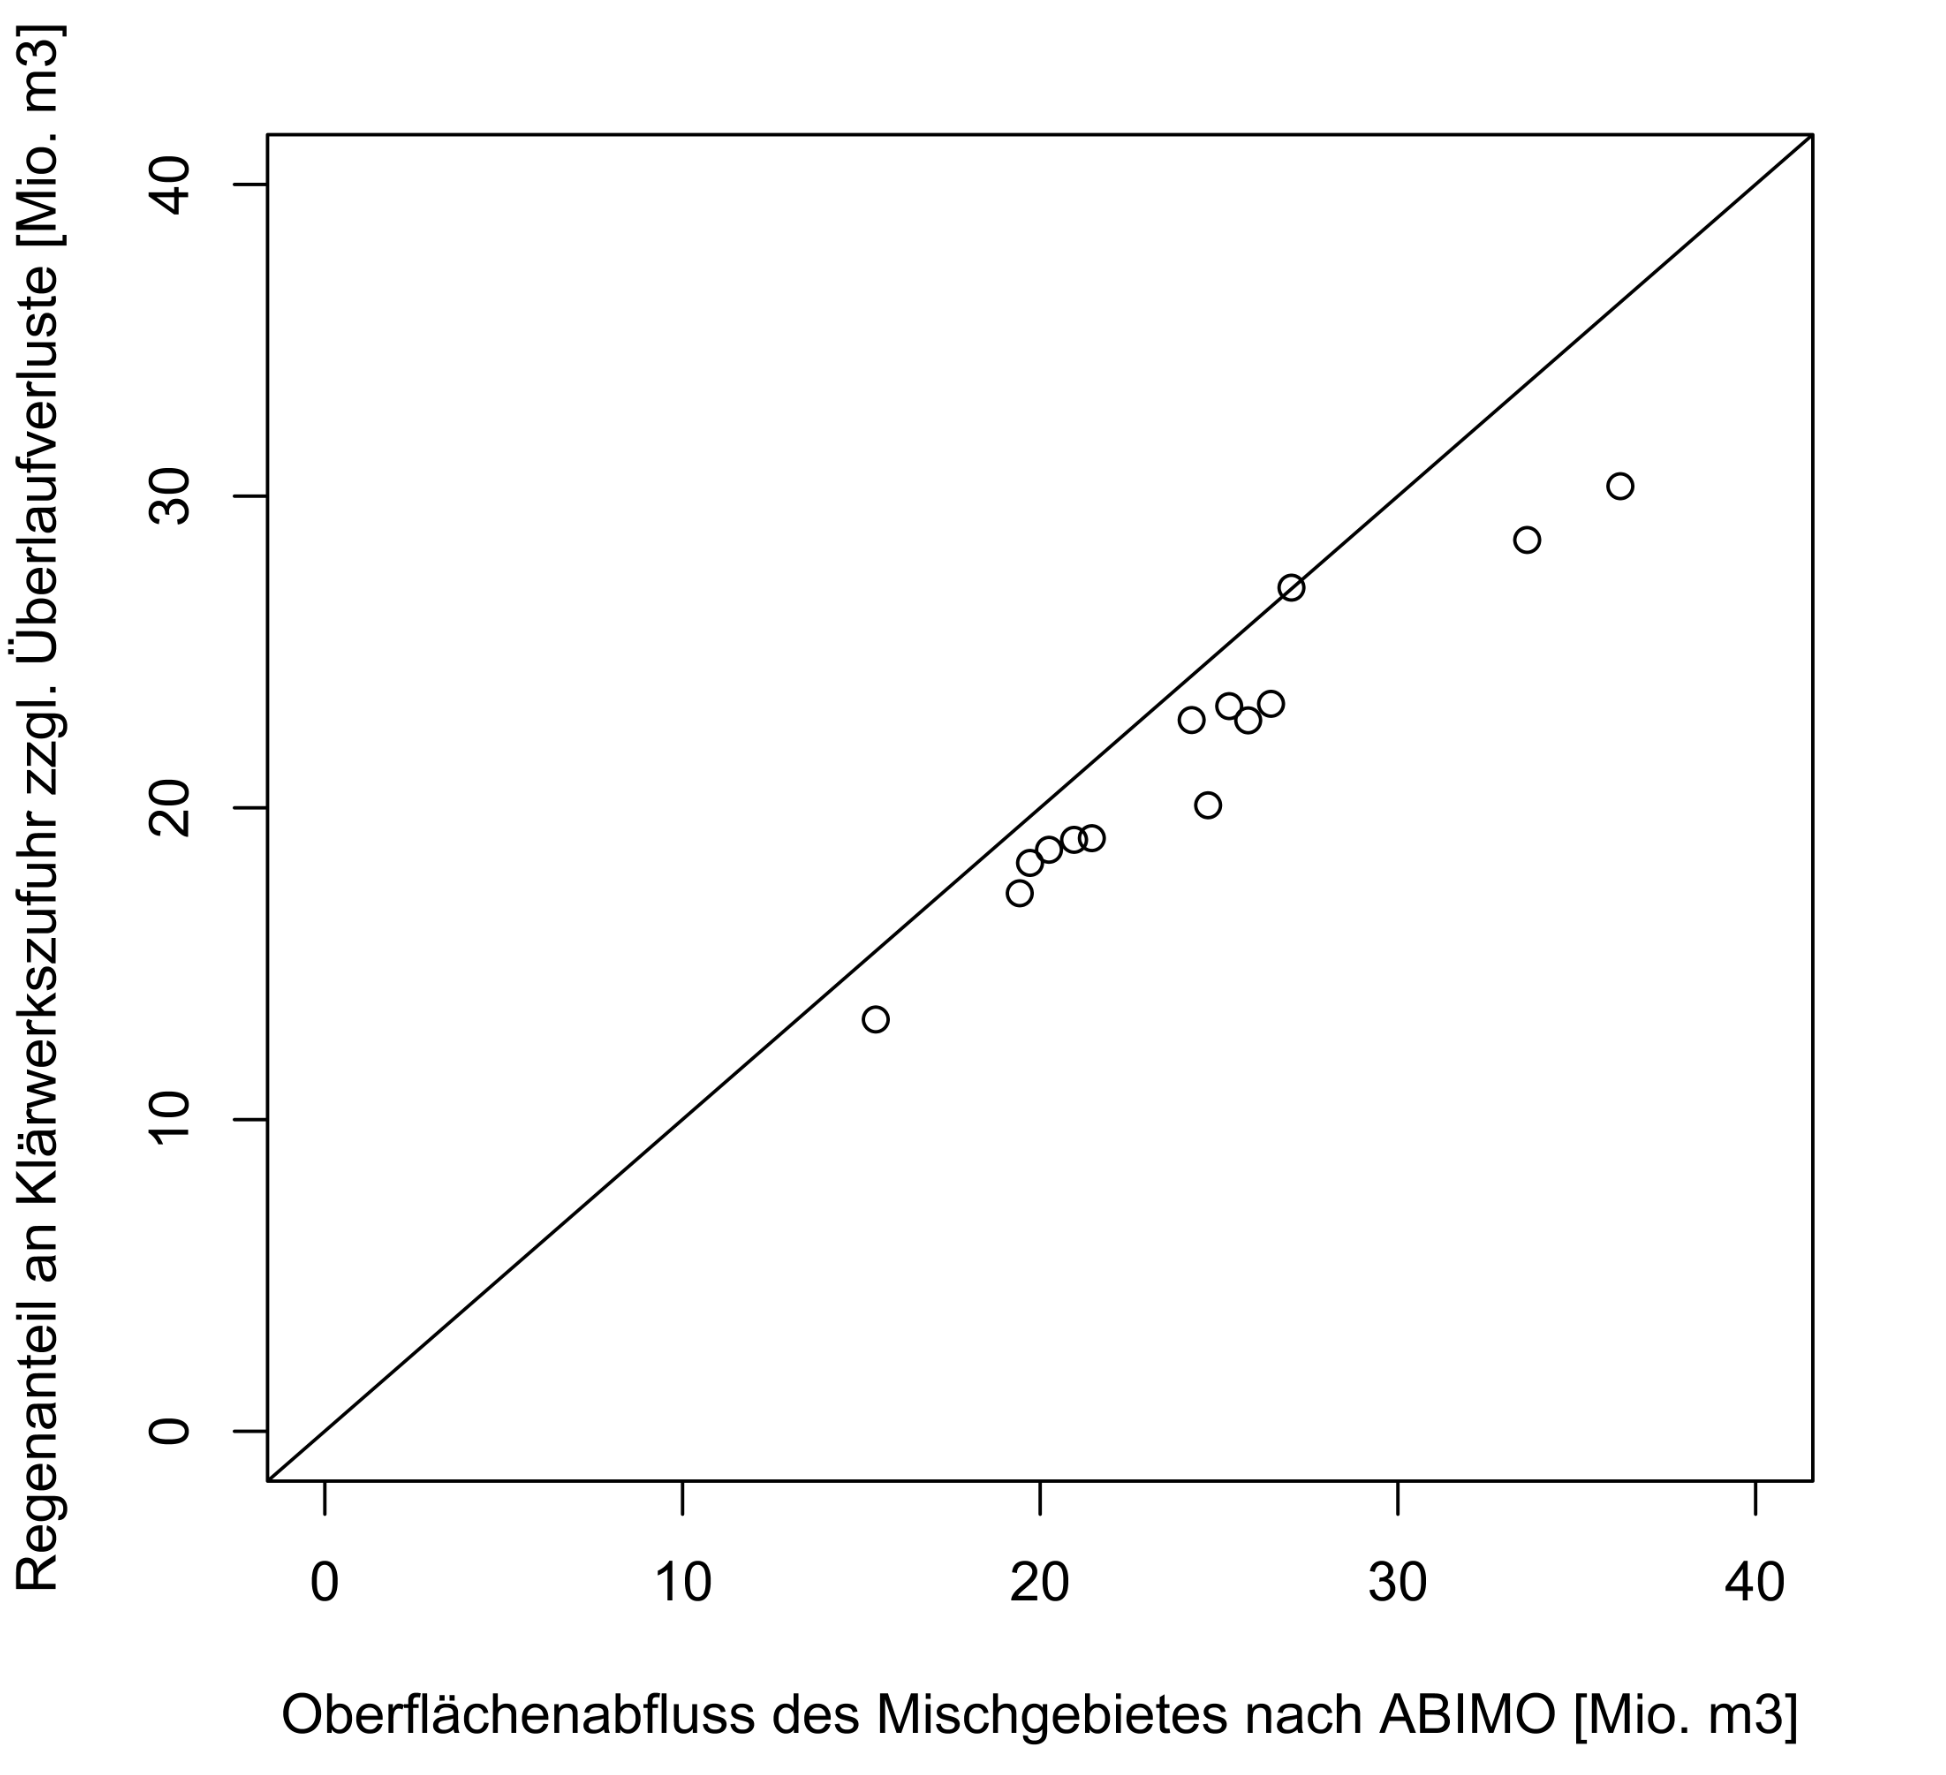 Regenanteil an Klärwerkszufuhr zzgl. Überlaufverluste [Mio. m3]
40
30
20
10
0
0 10 20 30 40
Oberflächenabfluss des Mischgebietes nach ABIMO [Mio. m3]